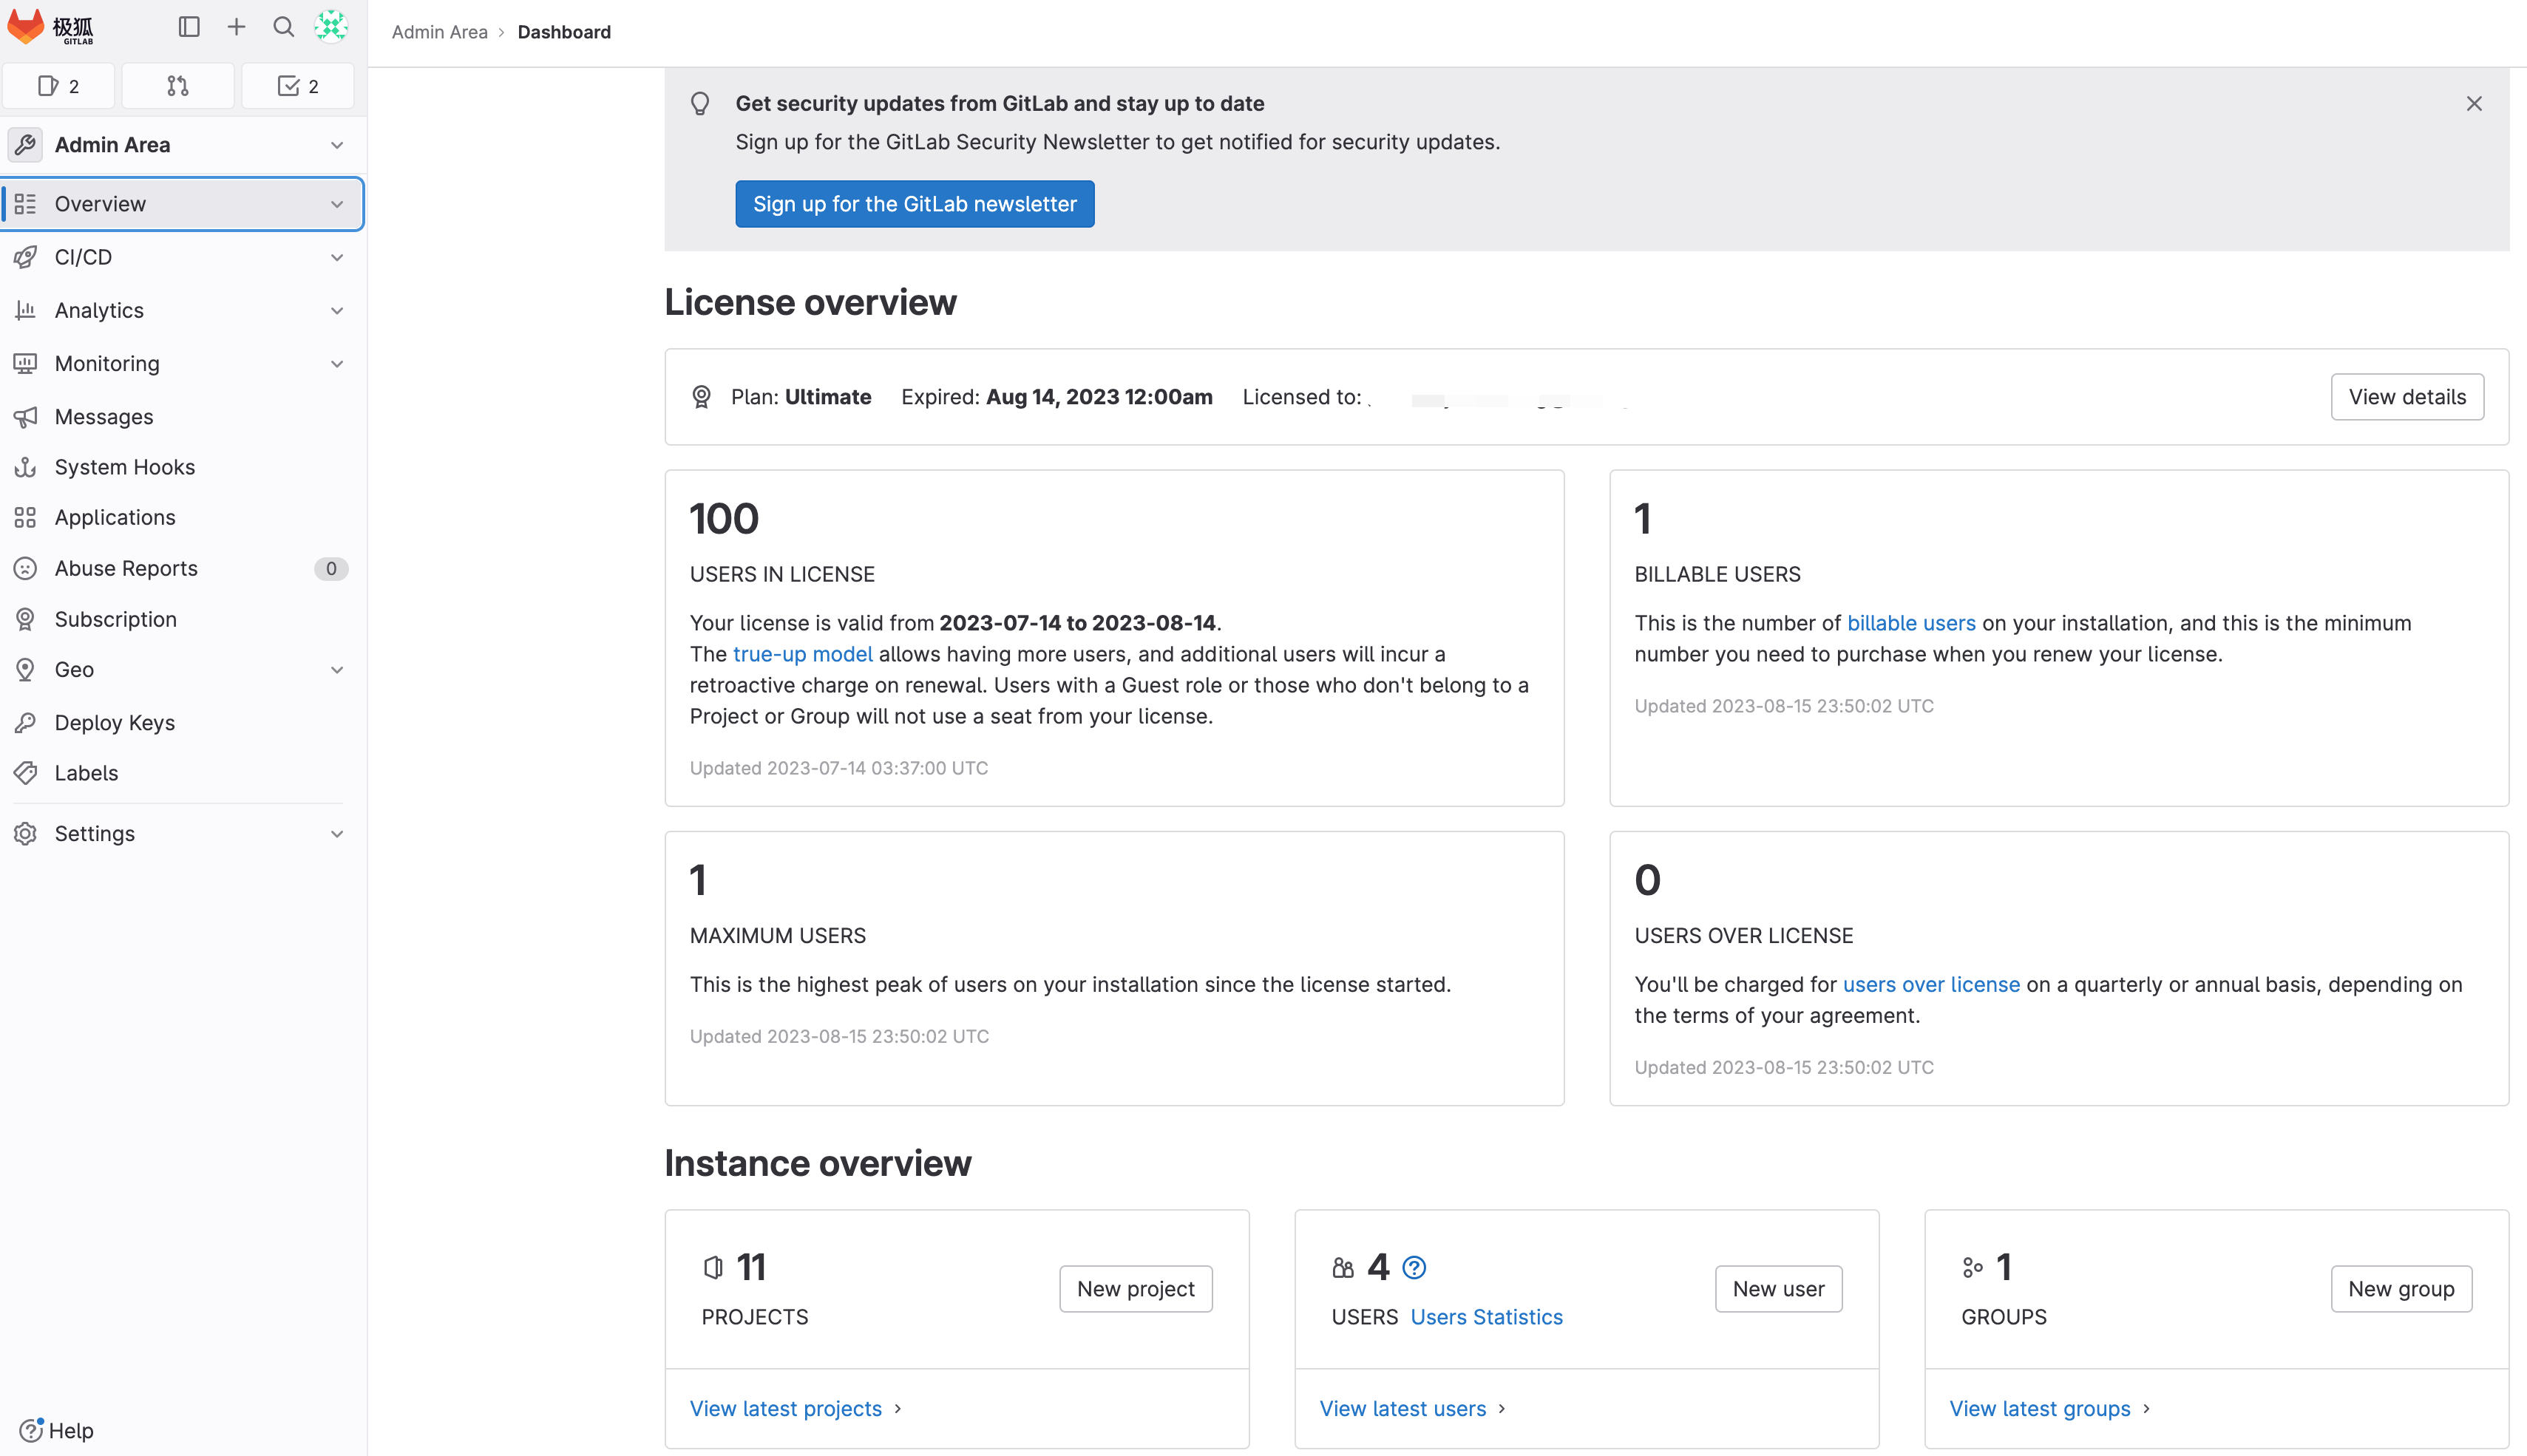 极狐
GITLAB
2
2
Admin Area
Overview
CI/CD
Analytics
Monitoring
Messages
System Hooks
Applications
Abuse Reports 0
Subscription
Geo
Deploy Keys
Labels
Settings
Help
Admin Area › Dashboard
Get security updates from GitLab and stay up to date
Sign up for the GitLab Security Newsletter to get notified for security updates.
Sign up for the GitLab newsletter
License overview
Plan: Ultimate Expired: Aug 14, 2023 12:00am Licensed to:
View details
100
USERS IN LICENSE
Your license is valid from 2023-07-14 to 2023-08-14.
The true-up model allows having more users, and additional users will incur a
retroactive charge on renewal. Users with a Guest role or those who don't belong to a
Project or Group will not use a seat from your license.
Updated 2023-07-14 03:37:00 UTC
1
BILLABLE USERS
This is the number of billable users on your installation, and this is the minimum
number you need to purchase when you renew your license.
Updated 2023-08-15 23:50:02 UTC
1
MAXIMUM USERS
This is the highest peak of users on your installation since the license started.
Updated 2023-08-15 23:50:02 UTC
0
USERS OVER LICENSE
You'll be charged for users over license on a quarterly or annual basis, depending on
the terms of your agreement.
Updated 2023-08-15 23:50:02 UTC
Instance overview
11
PROJECTS
New project
View latest projects ›
4
USERS Users Statistics
New user
View latest users ›
1
GROUPS
New group
View latest groups ›